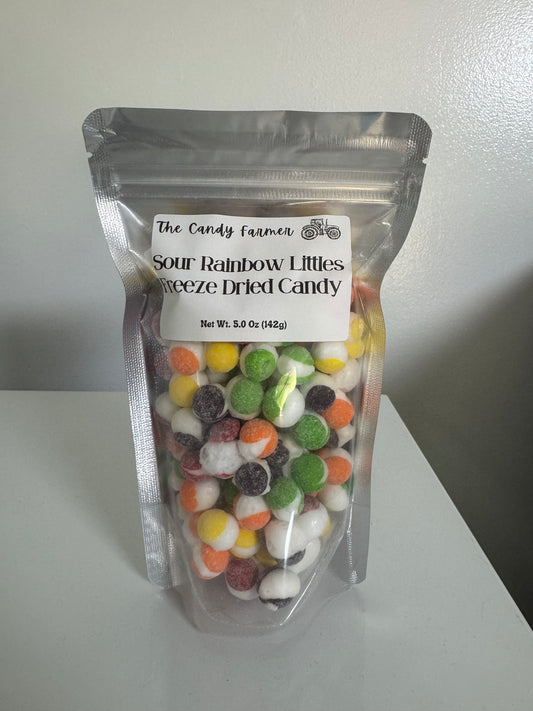 The Candy Farmer
Sour Rainbow Littles
Freeze Dried Candy
Net Wt. 5.0 Oz (142g)